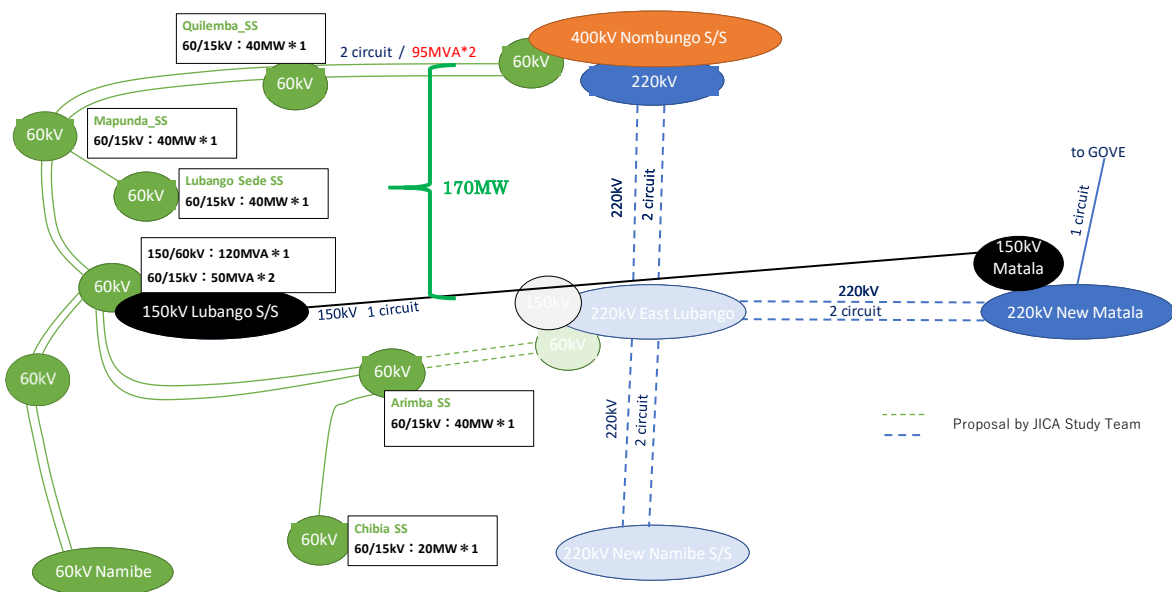 Quilemba_SS
60/15kV：40MW＊1
2 circuit / 95MVA*2
60kV
60kV
400kV Nombungo S/S
220kV
60kV
Mapunda_SS
60/15kV：40MW＊1
60kV
Lubango Sede SS
60/15kV：40MW＊1
170MW
220kV
2 circuit
to GOVE
1 circuit
60kV
150/60kV：120MVA＊1
60/15kV：50MVA＊2
150kV Lubango S/S
150kV 1 circuit
150kV
220kV East Lubango
60kV
220kV
2 circuit
150kV
Matala
220kV New Matala
60kV
60kV
Arimba SS
60/15kV：40MW＊1
220kV
2 circuit
Proposal by JICA Study Team
60kV
Chibia SS
60/15kV：20MW＊1
220kV New Namibe S/S
60kV Namibe